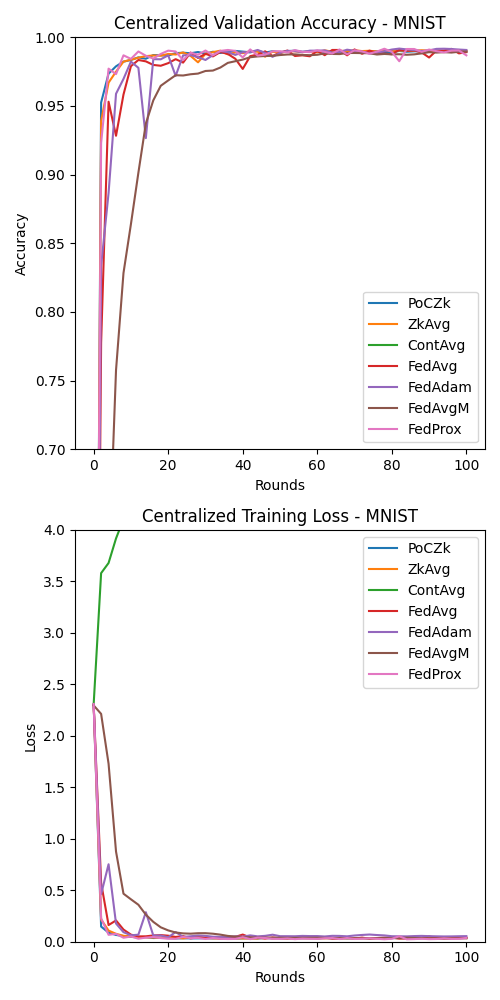 Centralized Validation Accuracy - MNIST
1.00
0.95
0.90
0.85
0.80
0.75
0.70
Accuracy
PoCZk
ZkAvg
ContAvg
FedAvg
FedAdam
FedAvgM
FedProx
0 20 40 60 80 100
Rounds
Centralized Training Loss - MNIST
4.0
3.5
3.0
2.5
2.0
1.5
1.0
0.5
0.0
Loss
PoCZk
ZkAvg
ContAvg
FedAvg
FedAdam
FedAvgM
FedProx
0 20 40 60 80 100
Rounds